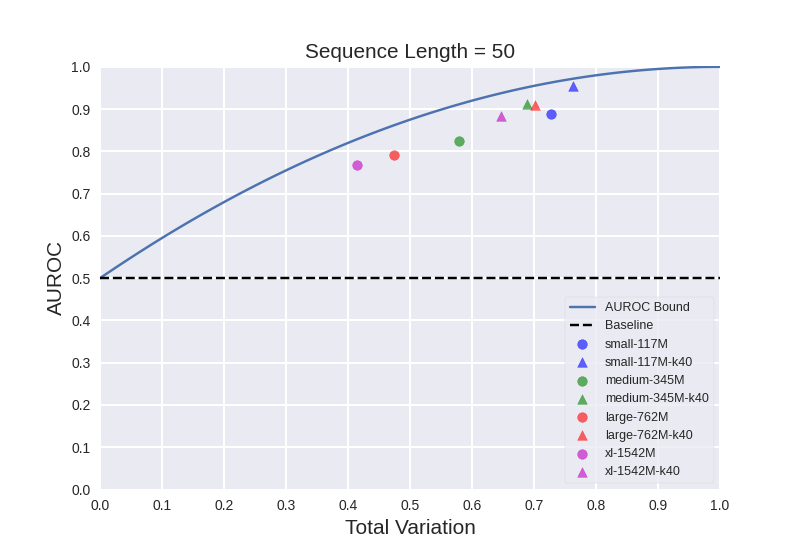 Sequence Length = 50
1.0
0.9
0.8
0.7
0.6
0.5
0.4
0.3
0.2
0.1
0.0
AUROC
AUROC Bound
Baseline
small-117M
small-117M-k40
medium-345M
medium-345M-k40
large-762M
large-762M-k40
xl-1542M
xl-1542M-k40
0.0 0.1 0.2 0.3 0.4 0.5 0.6 0.7 0.8 0.9 1.0
Total Variation